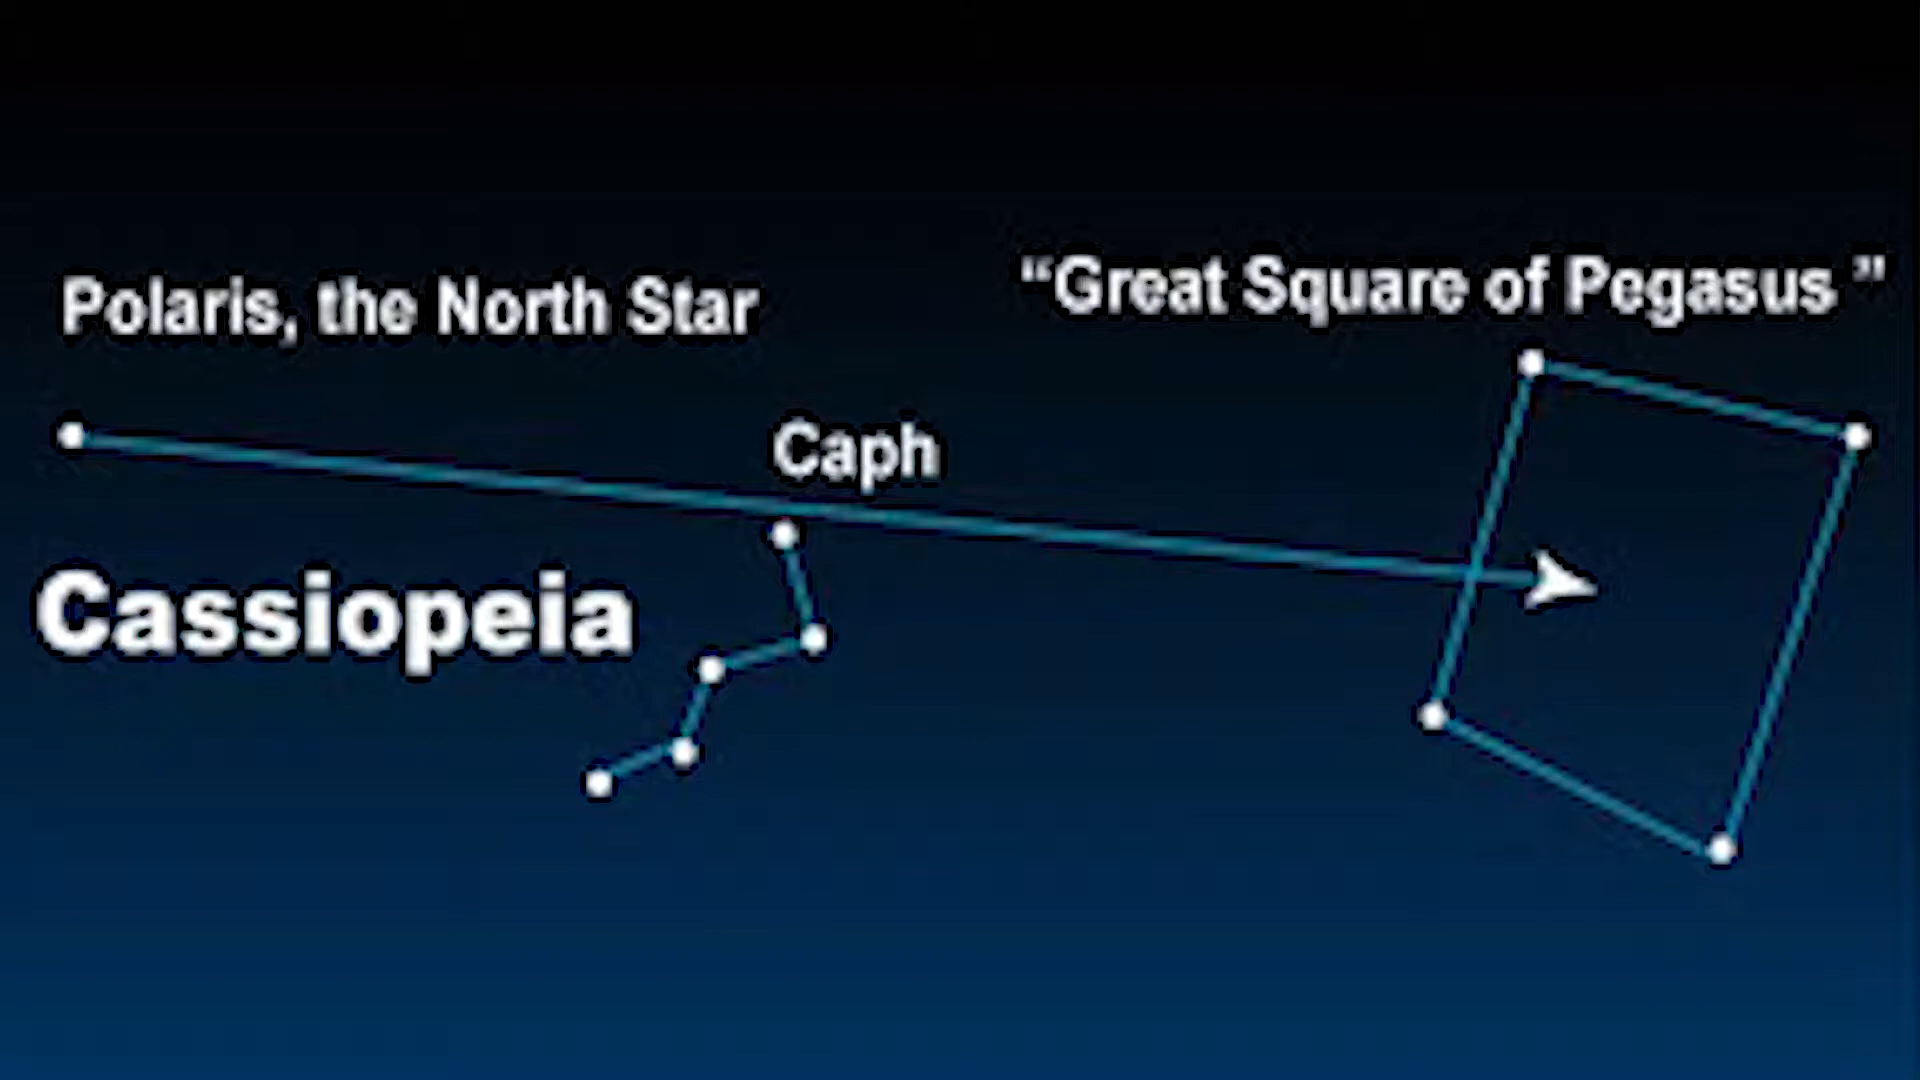 Polaris, the North Star
“Great Square of Pegasus ”
Caph
Cassiopeia